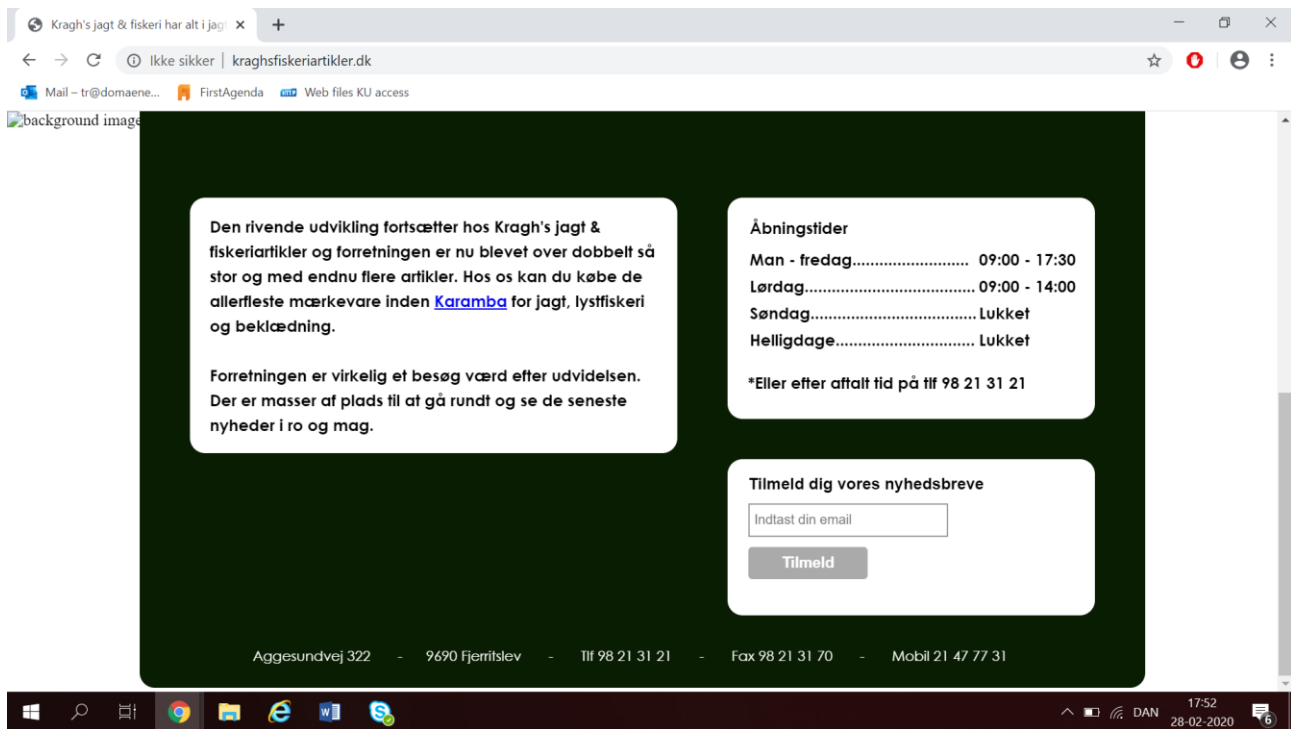 Kragh's jagt & fiskeri har alt i jagt
Ikke sikker | kraghsfiskeriartikler.dk
Mail – tr@domaene... FirstAgenda Web files KU access
background image
Den rivende udvikling fortsætter hos Kragh's jagt &
fiskeriartikler og forretningen er nu blevet over dobbelt så
stor og med endnu flere artikler. Hos os kan du købe de
allerfleste mærkevare inden Karamba for jagt, lystfiskeri
og beklædning.
Forretningen er virkelig et besøg værd efter udvidelsen.
Der er masser af plads til at gå rundt og se de seneste
nyheder i ro og mag.
Åbningstider
Man - fredag.......................... 09:00 - 17:30
Lørdag...................................... 09:00 - 14:00
Søndag..................................... Lukket
Helligdage............................... Lukket
*Eller efter aftalt tid på tlf 98 21 31 21
Tilmeld dig vores nyhedsbreve
Indtast din email
Tilmeld
Aggesundvej 322 - 9690 Fjerritslev - Tlf 98 21 31 21 - Fax 98 21 31 70 - Mobil 21 47 77 31
DAN 17:52
28-02-2020 6